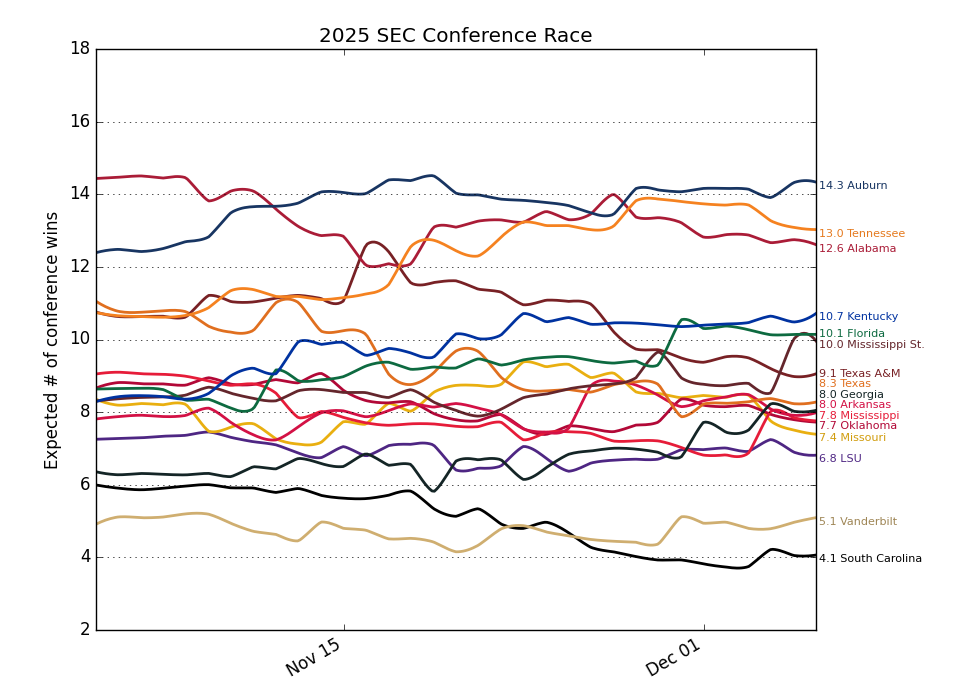 2025 SEC Conference Race
Expected # of conference wins
18
16
14
12
10
8
6
4
2
Nov 15
Dec 01
14.3 Auburn
13.0 Tennessee
12.6 Alabama
10.7 Kentucky
10.1 Florida
10.0 Mississippi St.
9.1 Texas A&M
8.3 Texas
8.0 Georgia
8.0 Arkansas
7.8 Mississippi
7.7 Oklahoma
7.4 Missouri
6.8 LSU
5.1 Vanderbilt
4.1 South Carolina